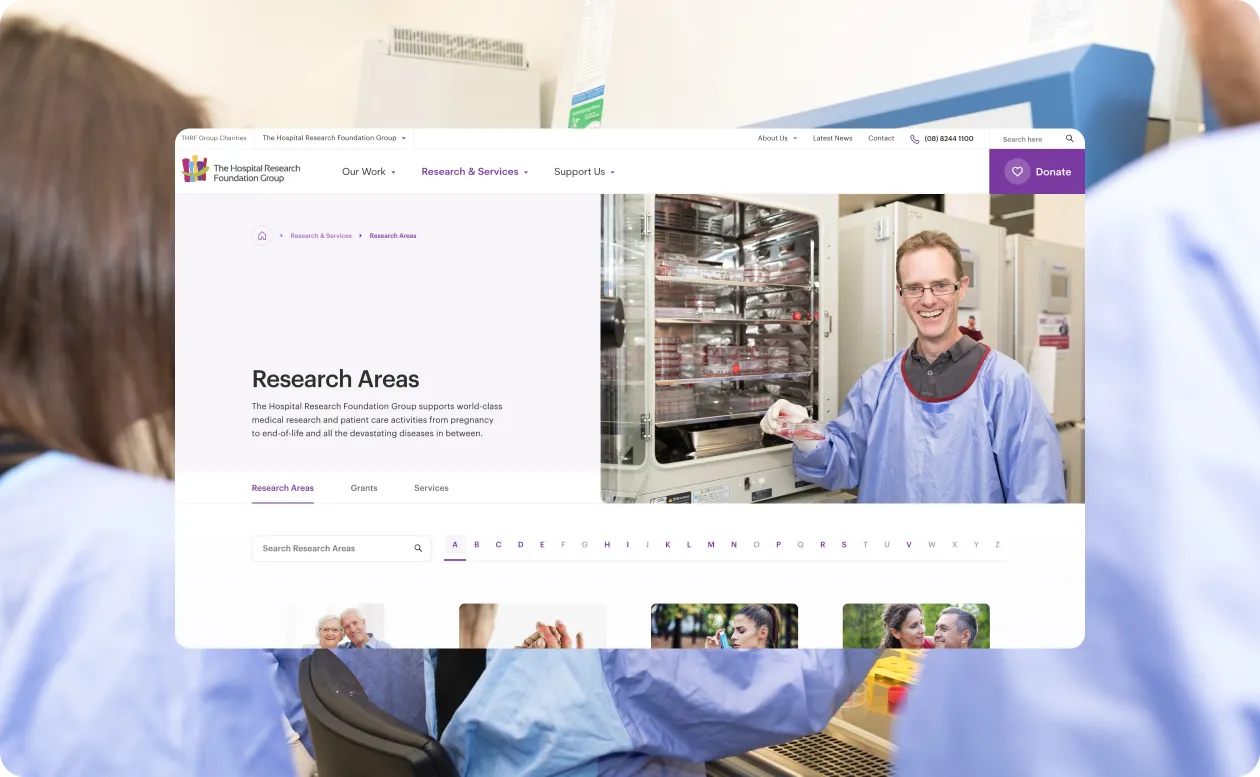 THRF Group Charities
The Hospital Research Foundation Group
About Us
Latest News
Contact
(08) 8244 1100
Search here
The Hospital Research
Foundation Group
Our Work
Research & Services
Support Us
Donate
Research & Services
Research Areas
Research Areas
The Hospital Research Foundation Group supports world-class
medical research and patient care activities from pregnancy
to end-of-life and all the devastating diseases in between.
Research Areas
Grants
Services
Search Research Areas
A B C D E F G H I J K L M N O P Q R S T U V W X Y Z